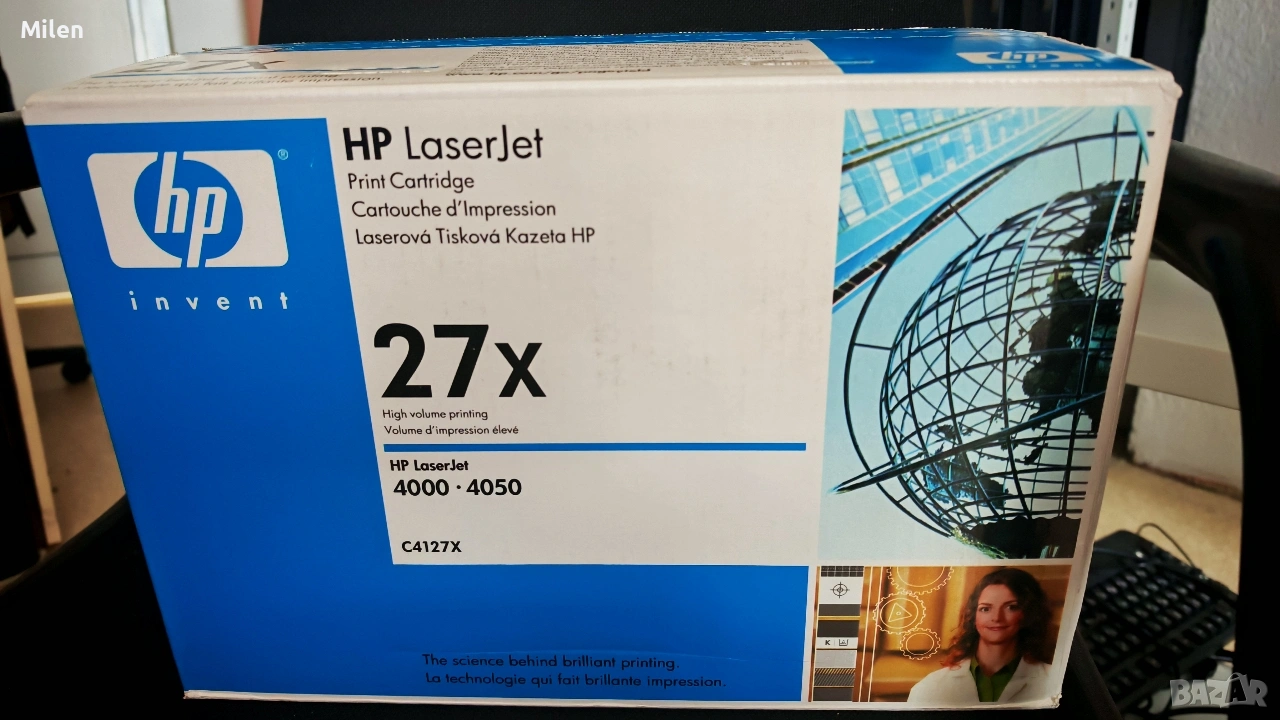 Milen
27X
hp
invent
hp
®
invent
HP LaserJet
Print Cartridge
Cartouche d'Impression
Laserová Tisková Kazeta HP
27x
High volume printing
Volume d'impression élevé
HP LaserJet
4000 · 4050
C4127X
K
The science behind brilliant printing.
La technologie qui fait brillante impression.
BAZAR